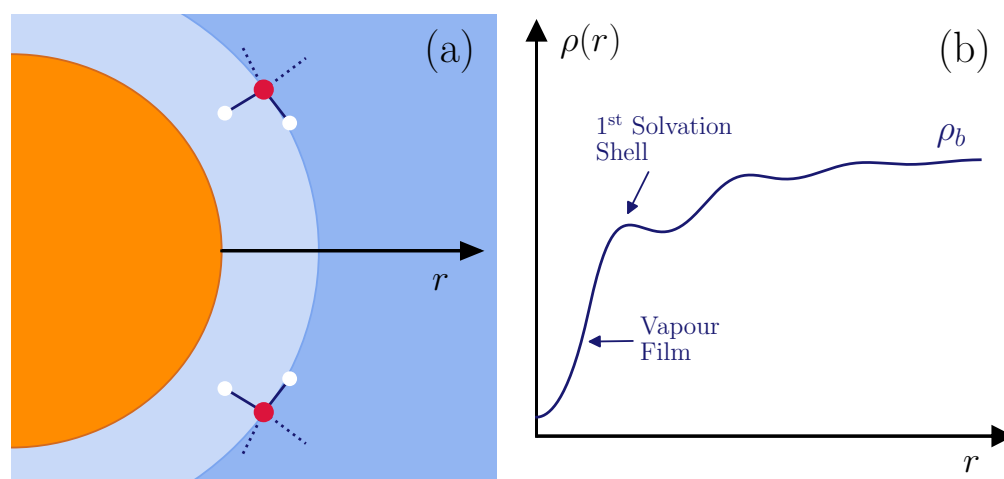 (a)
r
ρ(r)
(b)
1st Solvation
Shell
ρb
Vapour
Film
r